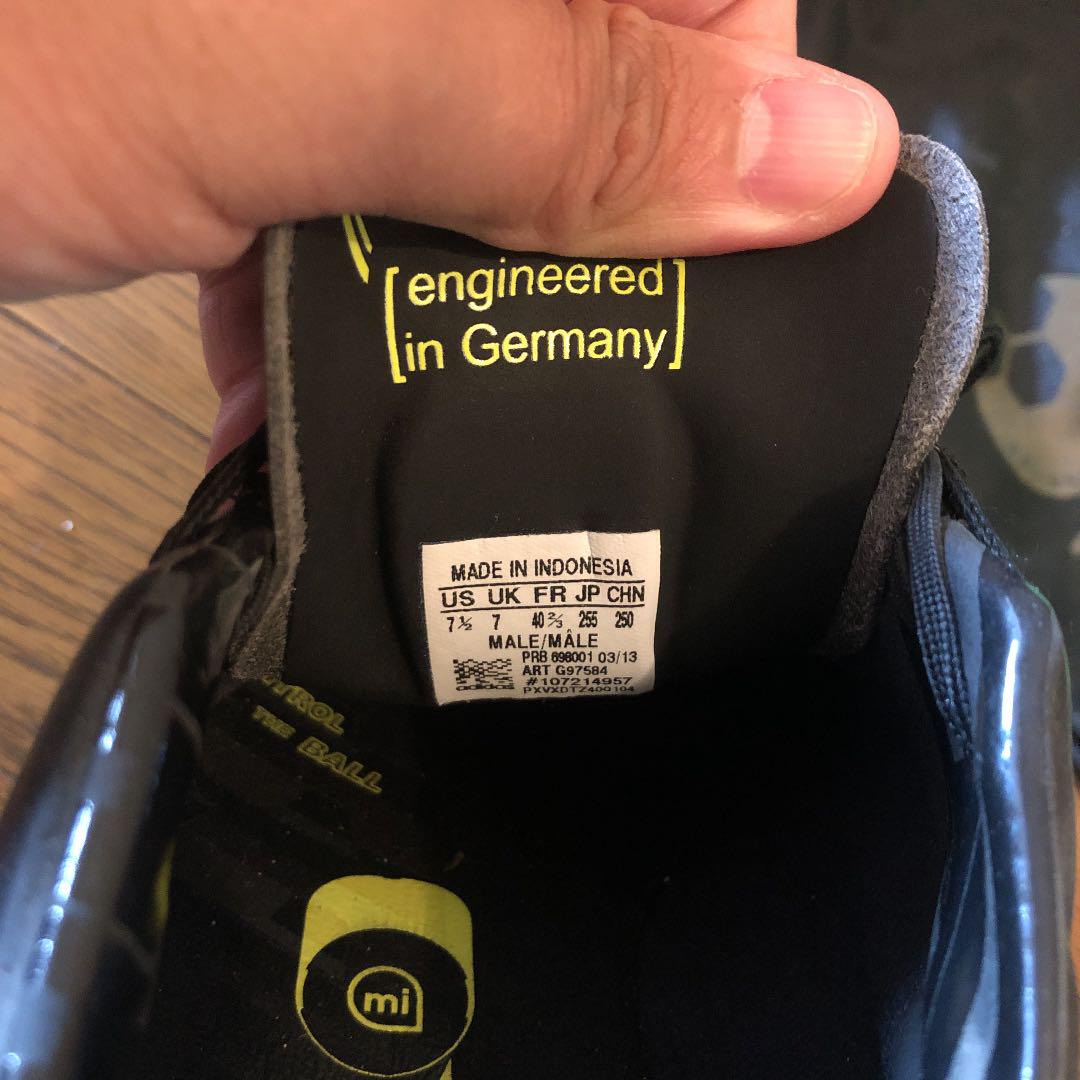 [engineered
in Germany]
MADE IN INDONESIA
US UK FR JP CHN
7½ 7 40⅔ 255 250
MALE/MÂLE
PRB 698001 03/13
ART G97584
#107214957
PXVXDTZ400104
THE BALL
mi